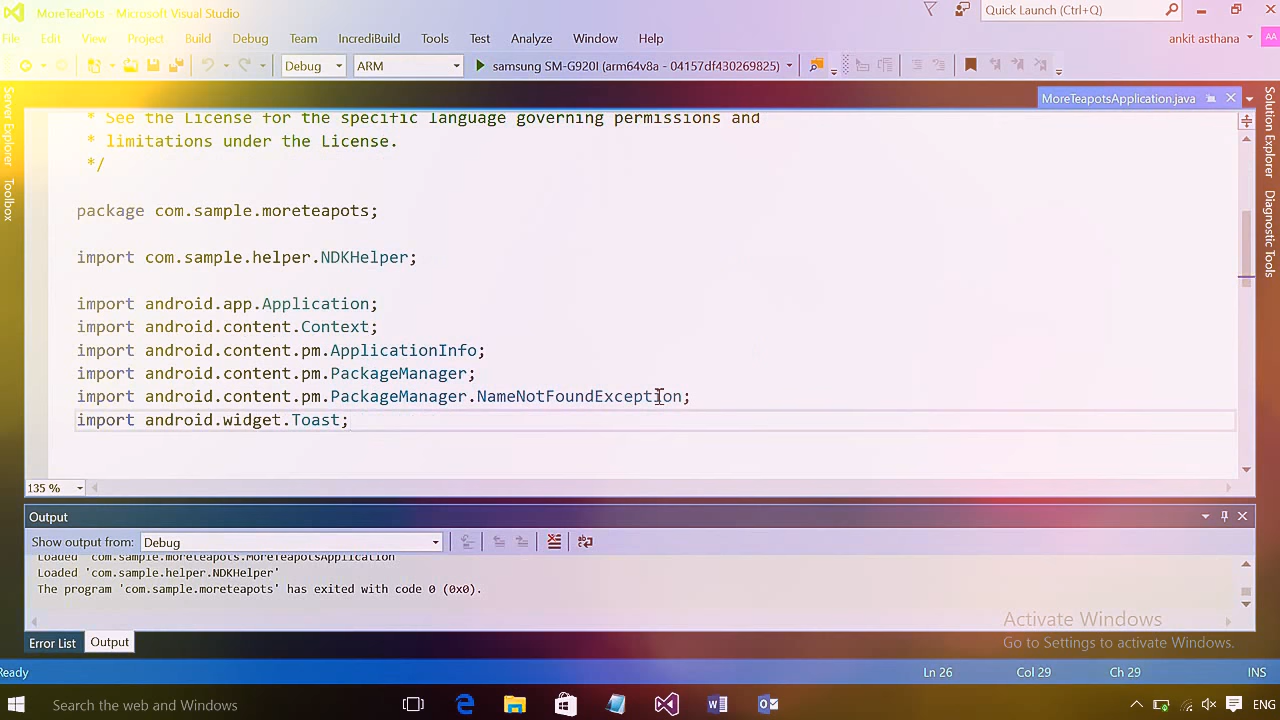 MoreTeaPots - Microsoft Visual Studio
Quick Launch (Ctrl+Q)
File Edit View Project Build Debug Team IncrediBuild Tools Test Analyze Window Help
ankit asthana AA
Debug ARM samsung SM-G920I (arm64v8a - 04157df430269825)
MoreTeapotsApplication.java
Server Explorer
Toolbox
Solution Explorer
Diagnostic Tools
* See the License for the specific language governing permissions and
* limitations under the License.
*/
package com.sample.moreteapots;
import com.sample.helper.NDKHelper;
import android.app.Application;
import android.content.Context;
import android.content.pm.ApplicationInfo;
import android.content.pm.PackageManager;
import android.content.pm.PackageManager.NameNotFoundException;
import android.widget.Toast;
135 %
Output
Show output from: Debug
Loaded 'com.sample.moreteapots.MoreTeapotsApplication'
Loaded 'com.sample.helper.NDKHelper'
The program 'com.sample.moreteapots' has exited with code 0 (0x0).
Activate Windows
Go to Settings to activate Windows.
Error List Output
Ready Ln 26 Col 29 Ch 29 INS
Search the web and Windows
ENG